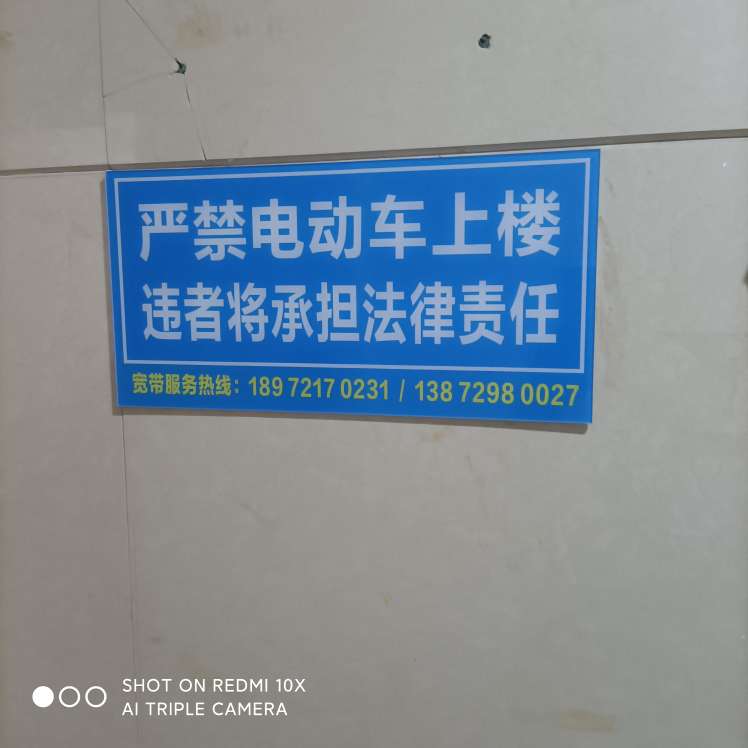 严禁电动车上楼
违者将承担法律责任
宽带服务热线：189 7217 0231 / 138 7298 0027
SHOT ON REDMI 10X
AI TRIPLE CAMERA